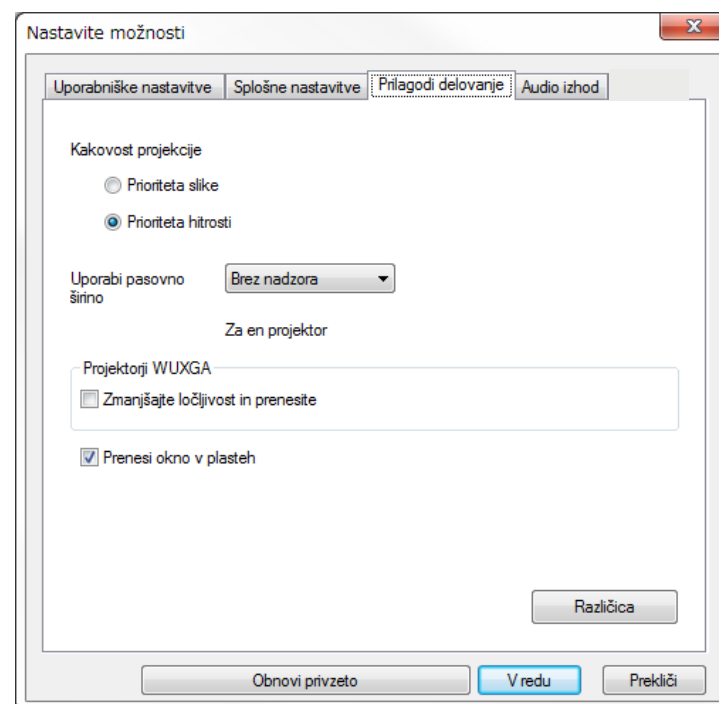 Nastavite možnosti
Uporabniške nastavitve
Splošne nastavitve
Prilagodi delovanje
Audio izhod
Kakovost projekcije
Prioriteta slike
Prioriteta hitrosti
Uporabi pasovno
širino
Brez nadzora
Za en projektor
Projektorji WUXGA
Zmanjšajte ločljivost in prenesite
Prenesi okno v plasteh
Različica
Obnovi privzeto
V redu
Prekliči